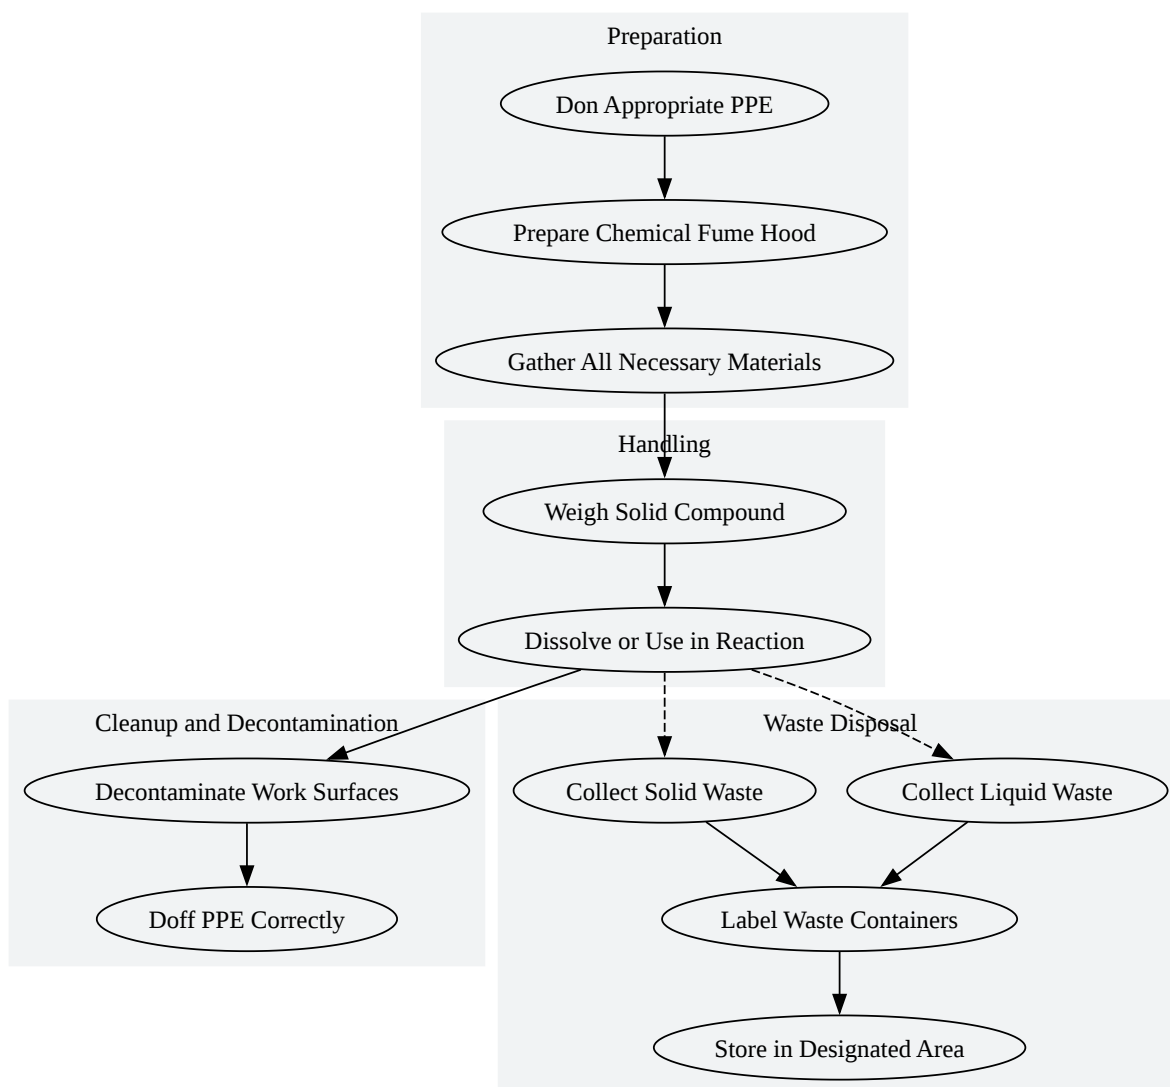 Preparation
Don Appropriate PPE
Prepare Chemical Fume Hood
Gather All Necessary Materials
Handling
Weigh Solid Compound
Dissolve or Use in Reaction
Cleanup and Decontamination
Decontaminate Work Surfaces
Doff PPE Correctly
Waste Disposal
Collect Solid Waste
Collect Liquid Waste
Label Waste Containers
Store in Designated Area